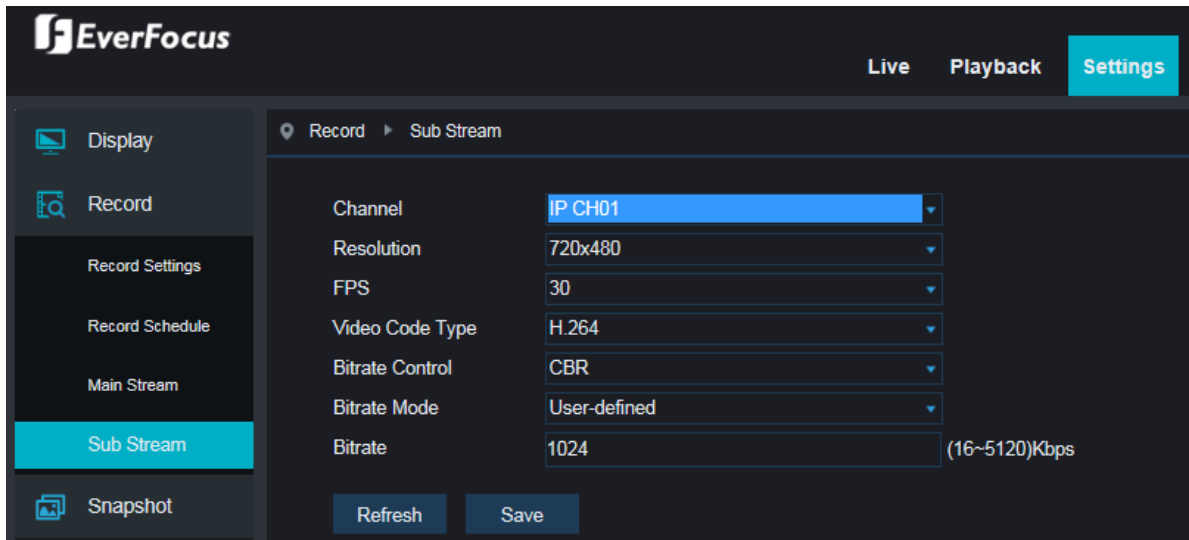 EverFocus
Live Playback Settings
Display
Record
Record Settings
Record Schedule
Main Stream
Sub Stream
Snapshot
Record Sub Stream
Channel IP CH01
Resolution 720x480
FPS 30
Video Code Type H.264
Bitrate Control CBR
Bitrate Mode User-defined
Bitrate 1024 (16~5120)Kbps
Refresh Save